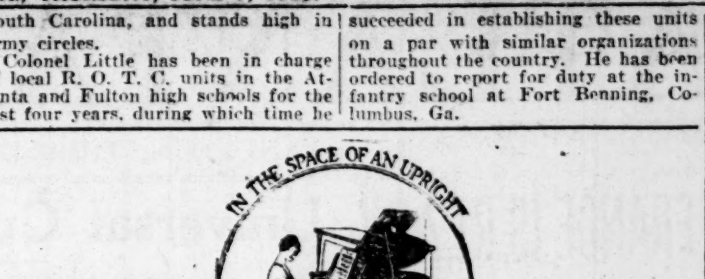 outh Carolina, and stands high in
rmy circles.
Colonel Little has been in charge
local R. O. T. C. units in the At-
nta and Fulton high schools for the
st four years, during which time he
succeeded in establishing these units
on a par with similar organizations
throughout the country. He has been
ordered to report for duty at the in-
fantry school at Fort Benning, Co-
lumbus, Ga.
IN THE SPACE OF AN UPRIGHT